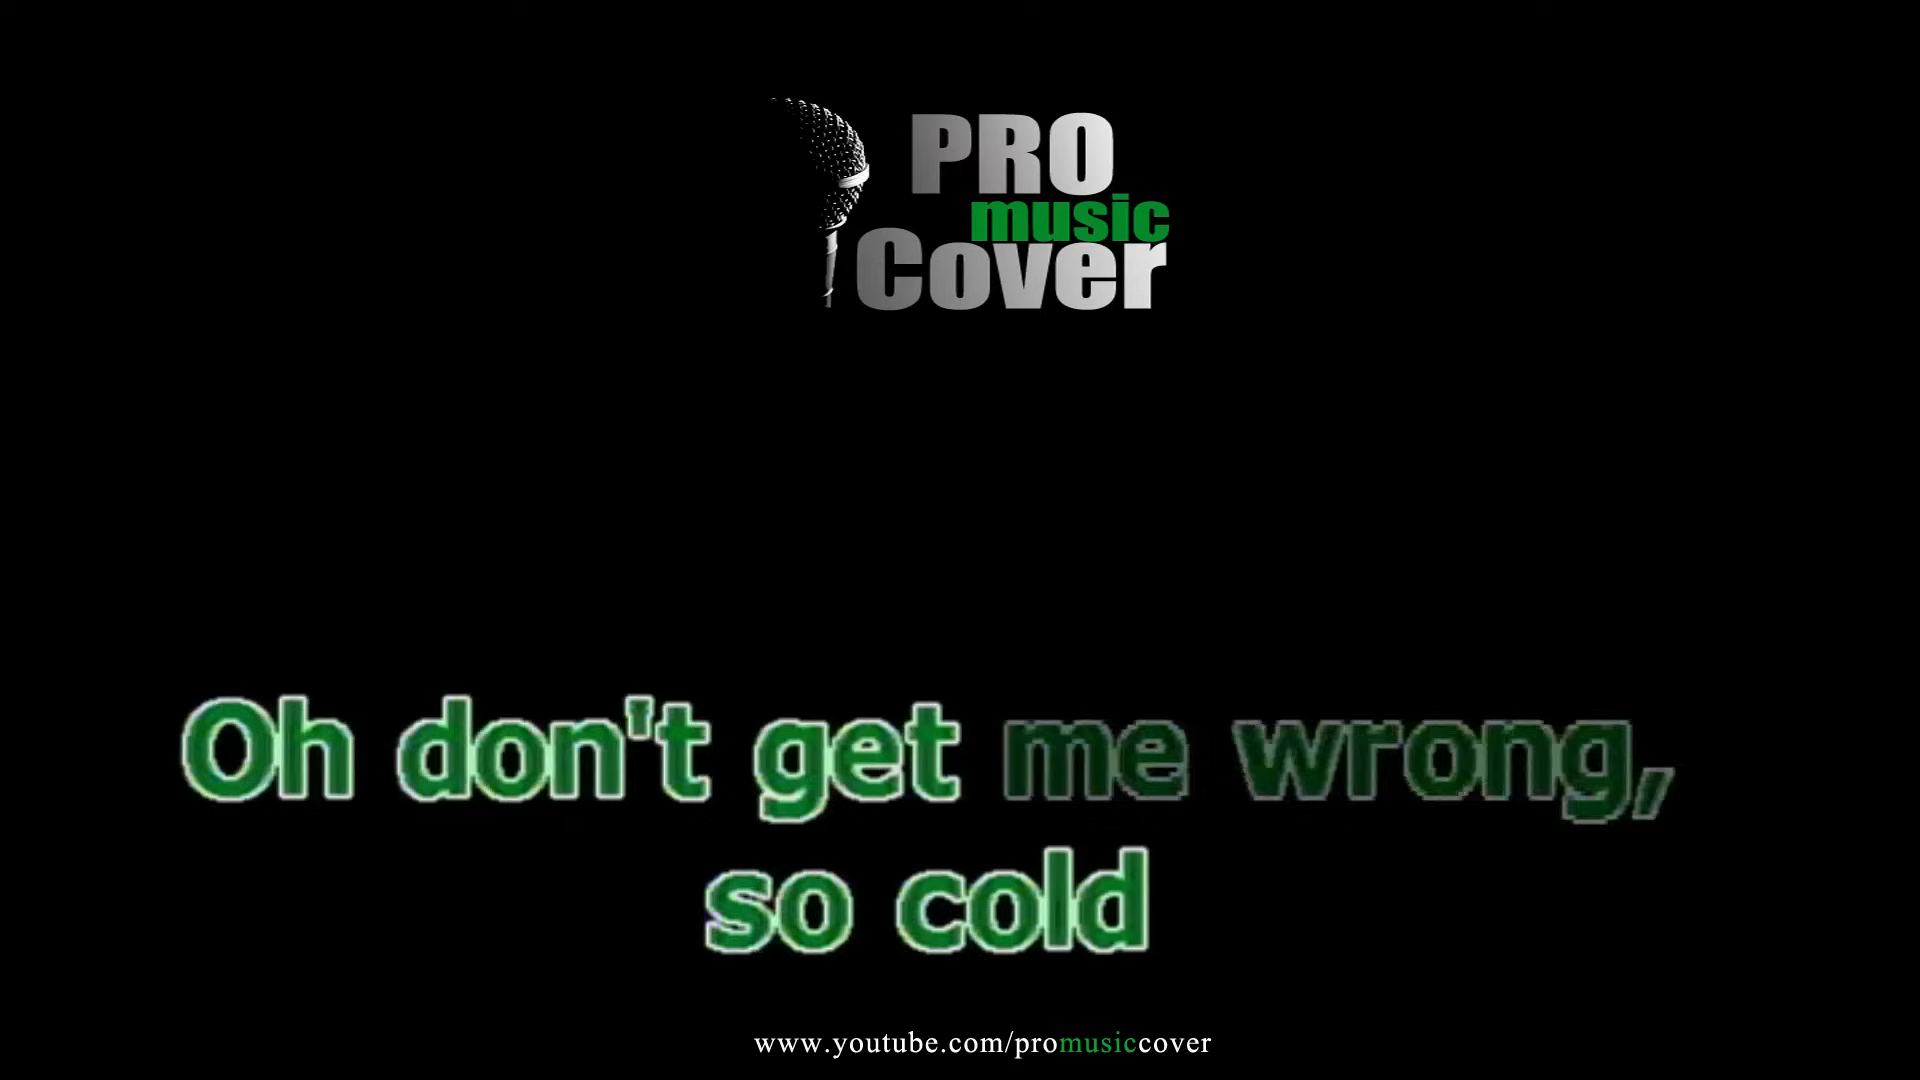 PRO
music
Cover
Oh don't get me wrong,
so cold
www.youtube.com/promusiccover